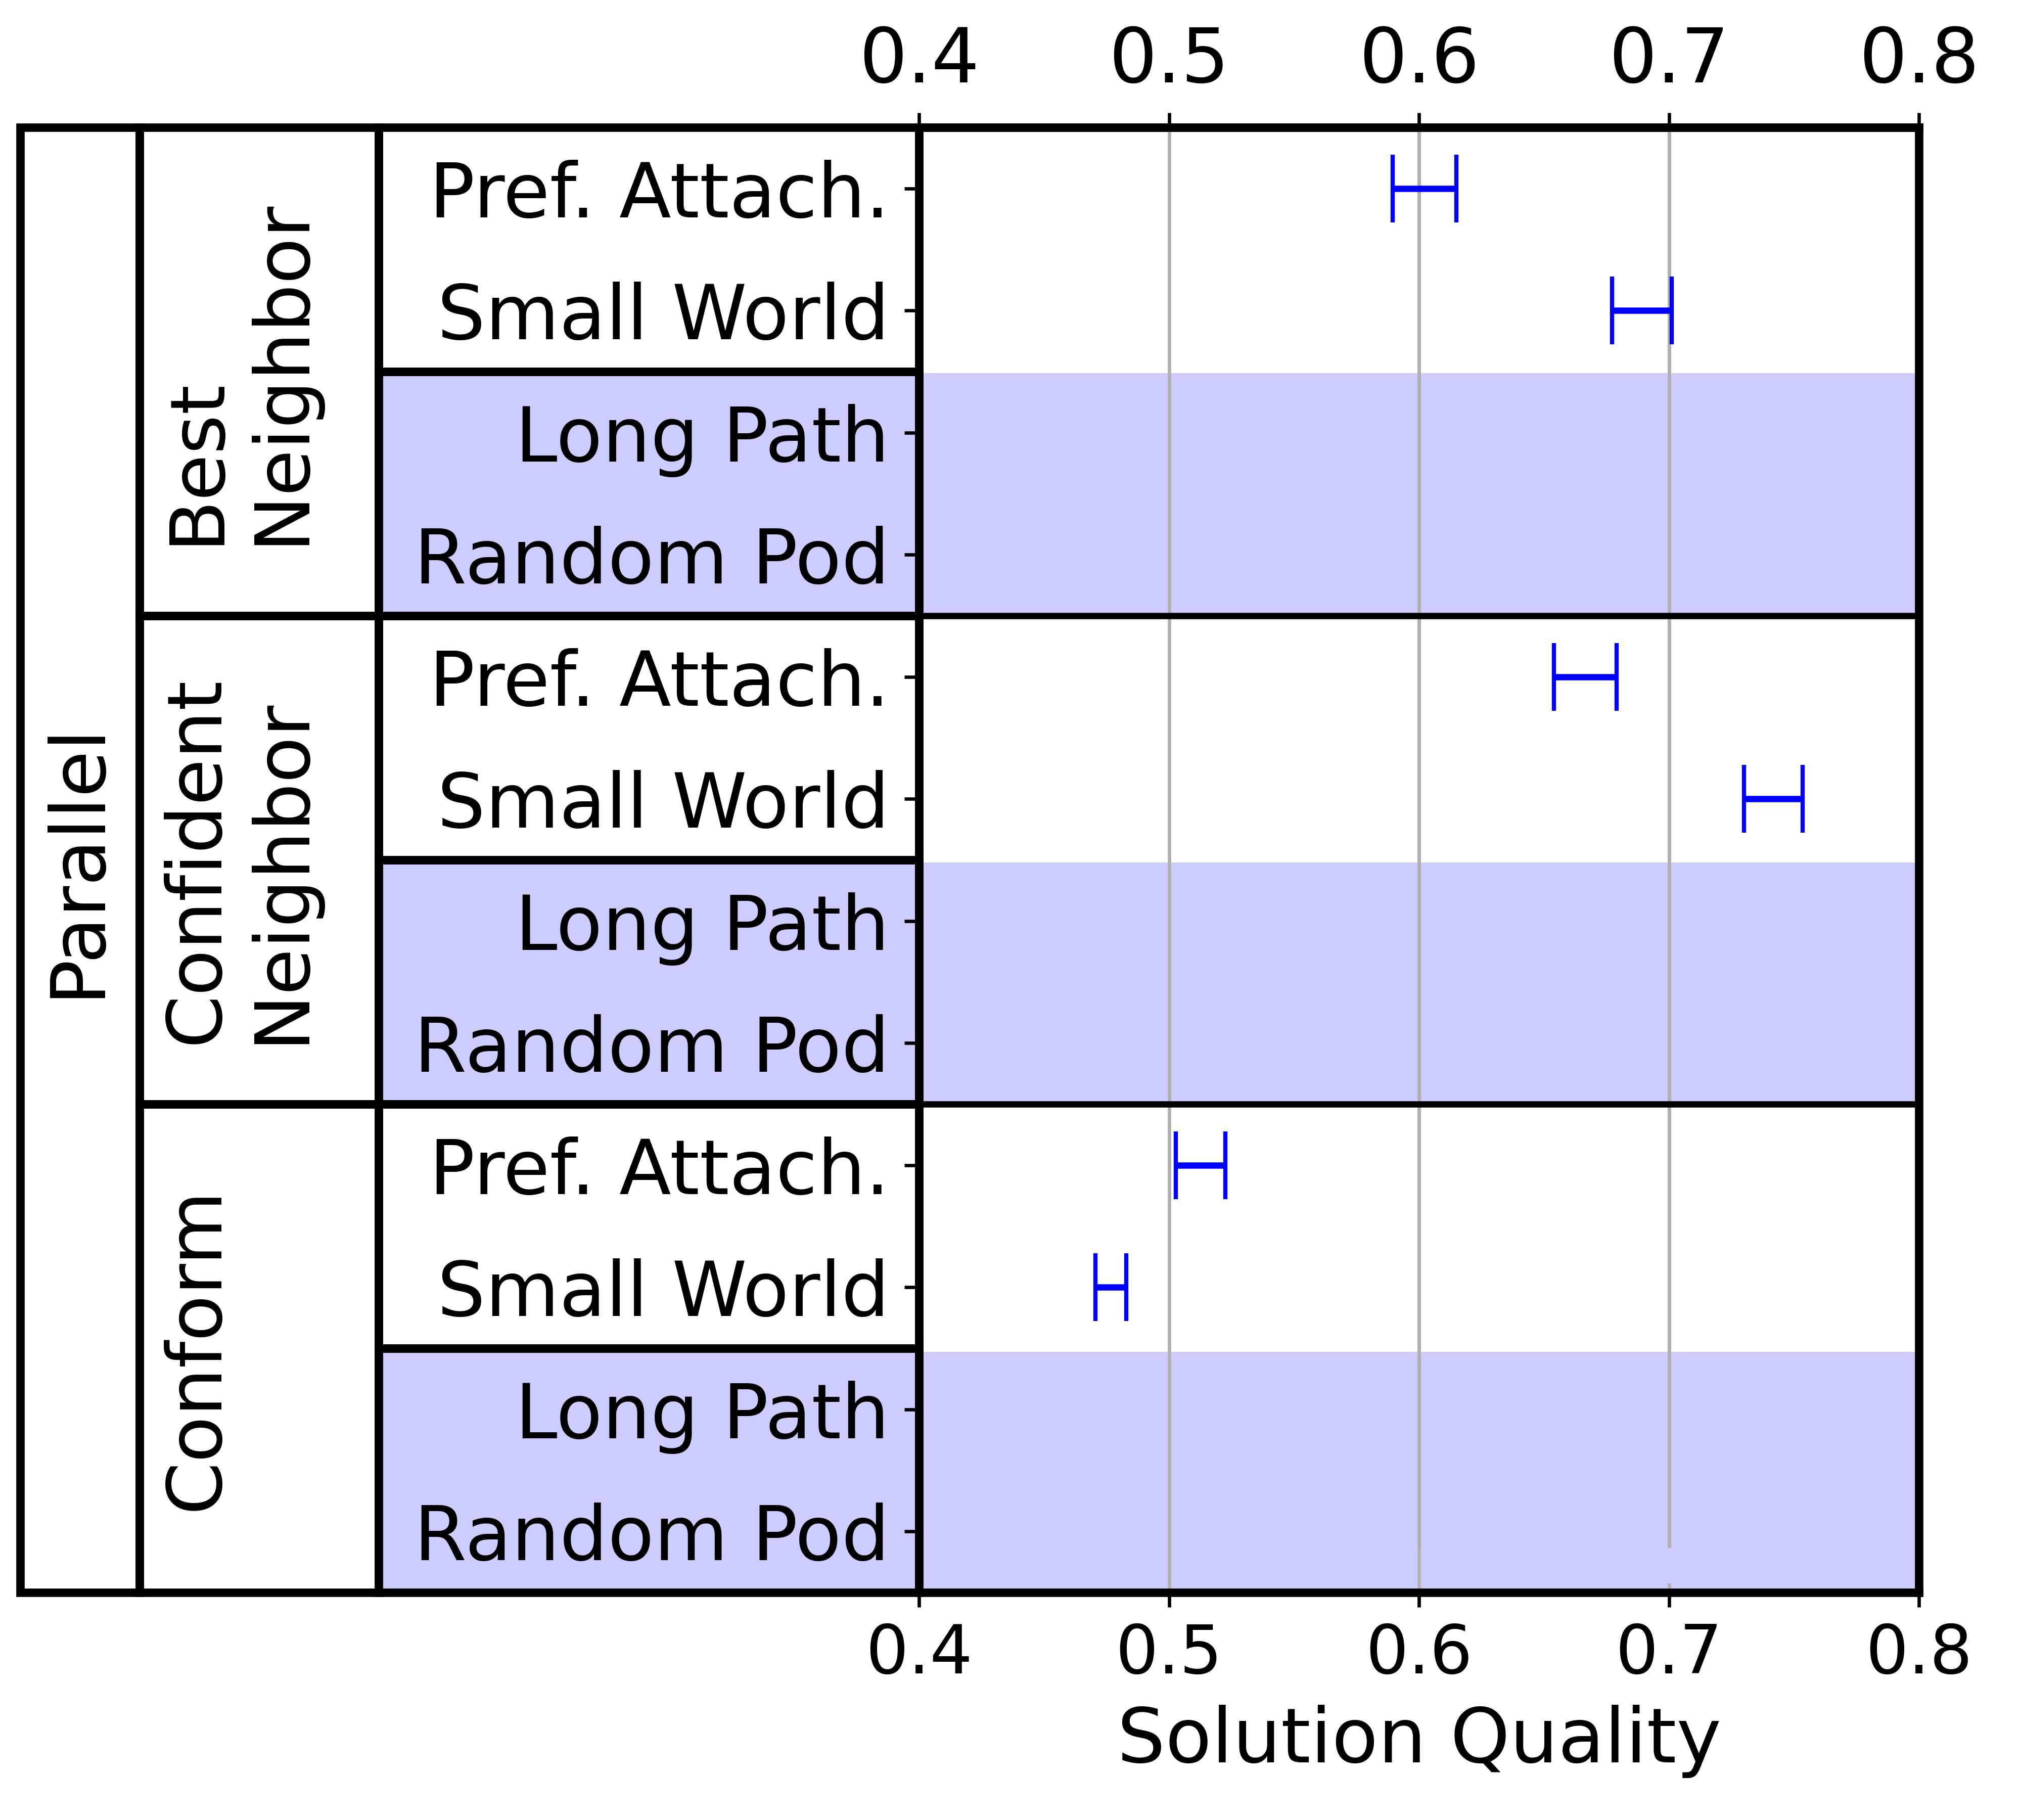 0.4 0.5 0.6 0.7 0.8
Parallel
Best
Neighbor
Pref. Attach.
Small World
Long Path
Random Pod
Confident
Neighbor
Pref. Attach.
Small World
Long Path
Random Pod
Conform
Pref. Attach.
Small World
Long Path
Random Pod
0.4 0.5 0.6 0.7 0.8
Solution Quality